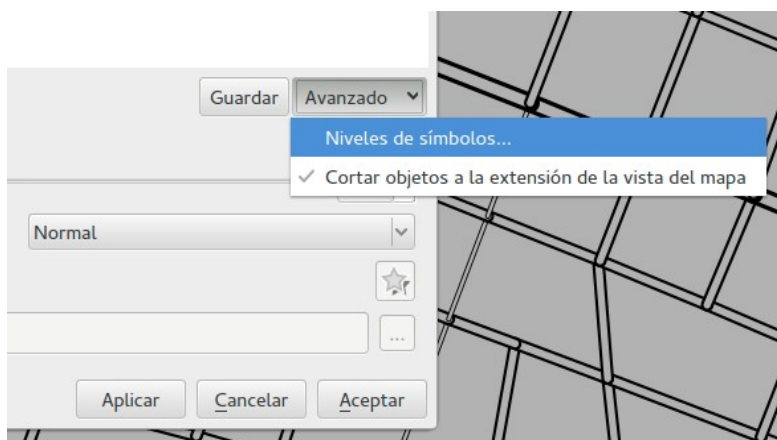 Guardar
Avanzado
Niveles de símbolos...
Cortar objetos a la extensión de la vista del mapa
Normal
...
Aplicar
Cancelar
Aceptar